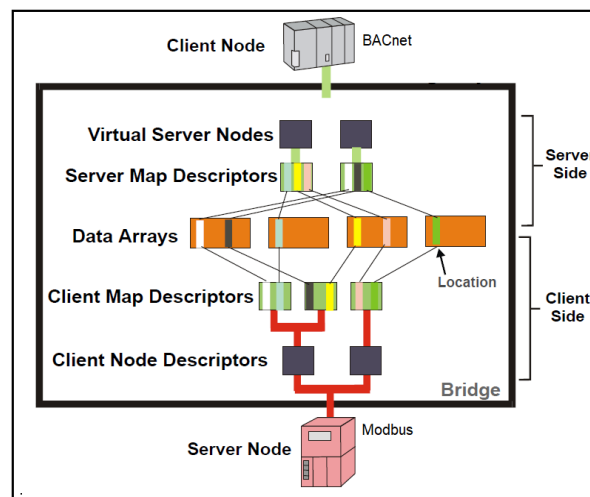 Client Node
BACnet
Virtual Server Nodes
Server Map Descriptors
Server
Side
Data Arrays
Location
Client Map Descriptors
Client
Side
Client Node Descriptors
Bridge
Server Node
Modbus